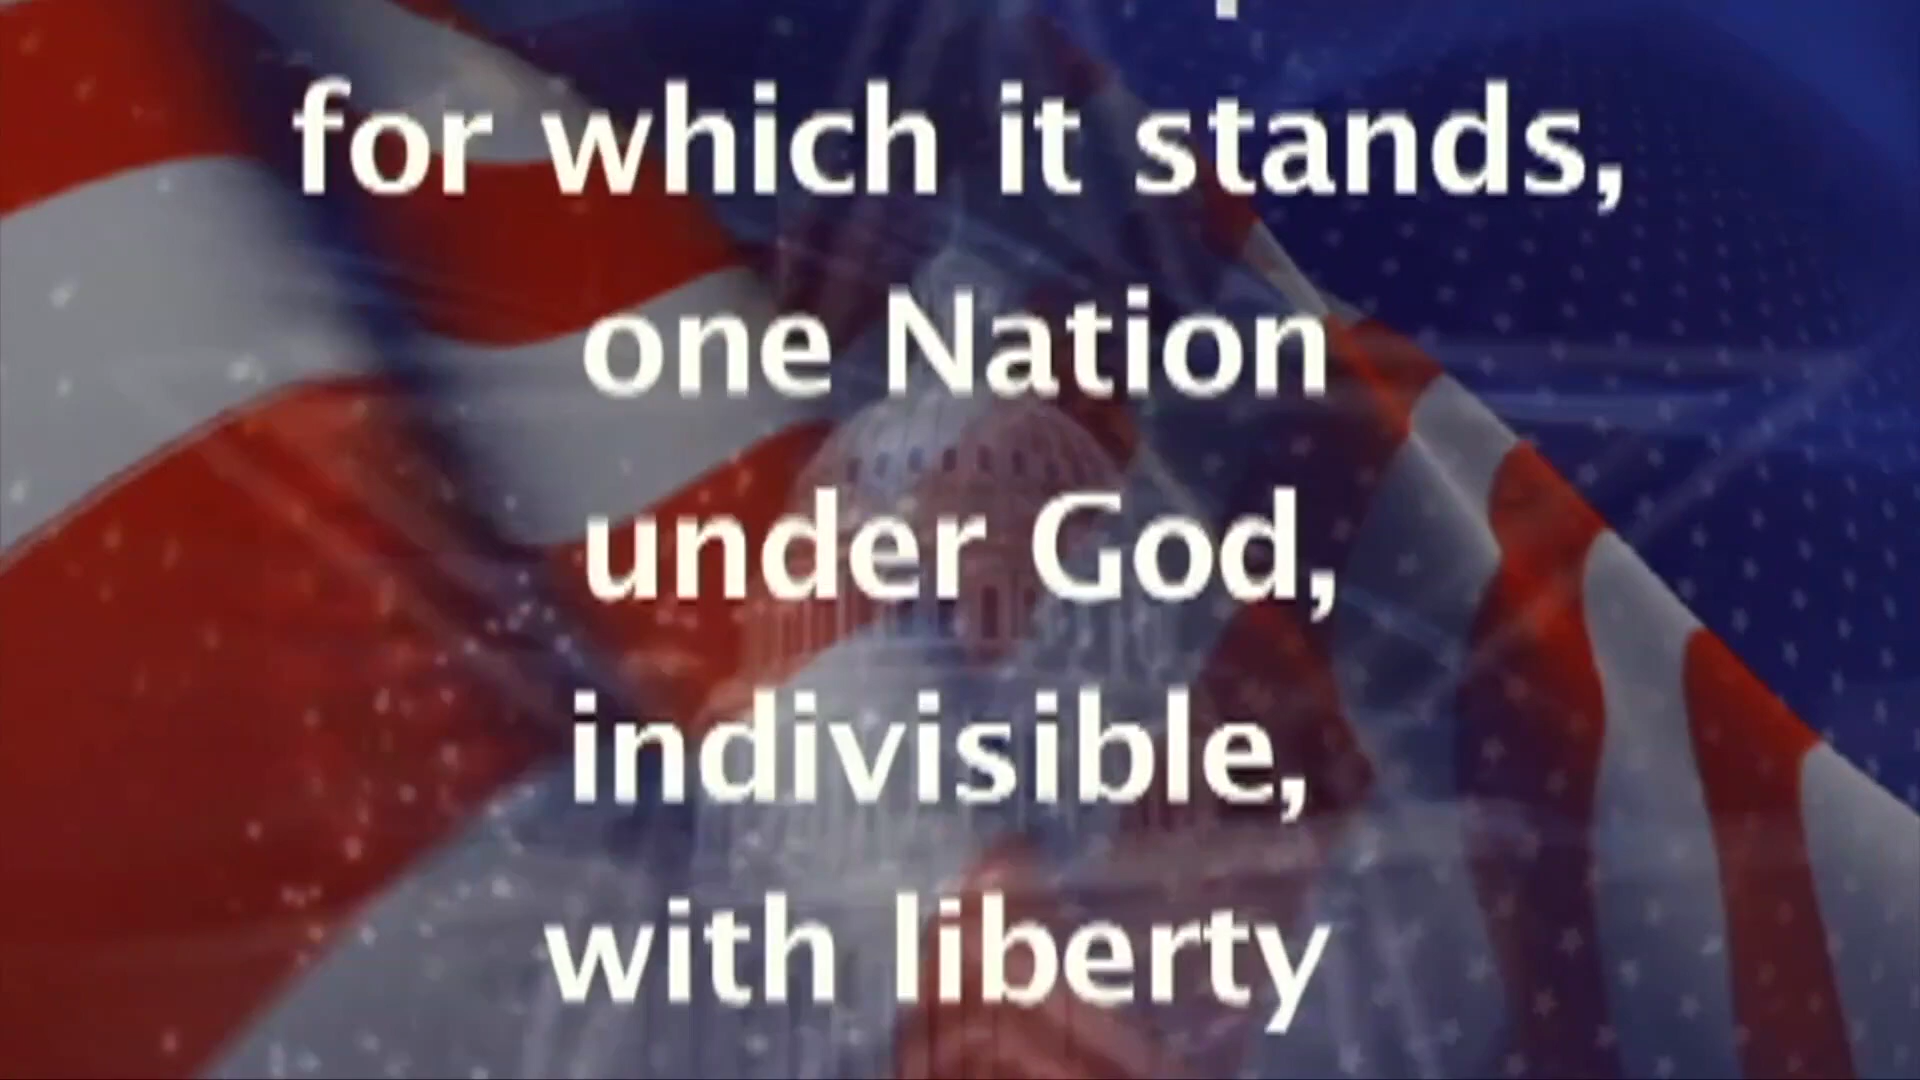 for which it stands,
one Nation
under God,
indivisible,
with liberty